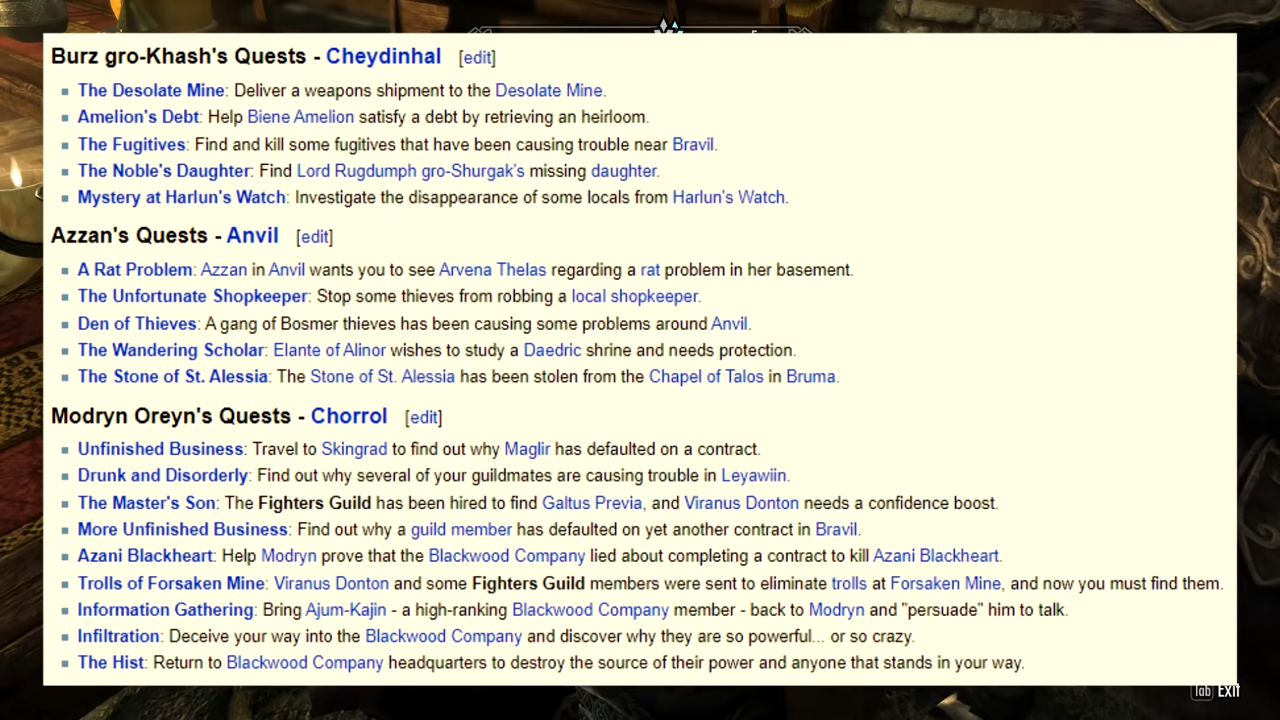 Burz gro-Khash's Quests - Cheydinhal [edit]
The Desolate Mine: Deliver a weapons shipment to the Desolate Mine.
Amelion's Debt: Help Biene Amelion satisfy a debt by retrieving an heirloom.
The Fugitives: Find and kill some fugitives that have been causing trouble near Bravil.
The Noble's Daughter: Find Lord Rugdumph gro-Shurgak's missing daughter.
Mystery at Harlun's Watch: Investigate the disappearance of some locals from Harlun's Watch.
Azzan's Quests - Anvil [edit]
A Rat Problem: Azzan in Anvil wants you to see Arvena Thelas regarding a rat problem in her basement.
The Unfortunate Shopkeeper: Stop some thieves from robbing a local shopkeeper.
Den of Thieves: A gang of Bosmer thieves has been causing some problems around Anvil.
The Wandering Scholar: Elante of Alinor wishes to study a Daedric shrine and needs protection.
The Stone of St. Alessia: The Stone of St. Alessia has been stolen from the Chapel of Talos in Bruma.
Modryn Oreyn's Quests - Chorrol [edit]
Unfinished Business: Travel to Skingrad to find out why Maglir has defaulted on a contract.
Drunk and Disorderly: Find out why several of your guildmates are causing trouble in Leyawiin.
The Master's Son: The Fighters Guild has been hired to find Galtus Previa, and Viranus Donton needs a confidence boost.
More Unfinished Business: Find out why a guild member has defaulted on yet another contract in Bravil.
Azani Blackheart: Help Modryn prove that the Blackwood Company lied about completing a contract to kill Azani Blackheart.
Trolls of Forsaken Mine: Viranus Donton and some Fighters Guild members were sent to eliminate trolls at Forsaken Mine, and now you must find them.
Information Gathering: Bring Ajum-Kajin - a high-ranking Blackwood Company member - back to Modryn and "persuade" him to talk.
Infiltration: Deceive your way into the Blackwood Company and discover why they are so powerful... or so crazy.
The Hist: Return to Blackwood Company headquarters to destroy the source of their power and anyone that stands in your way.
Tab Exit